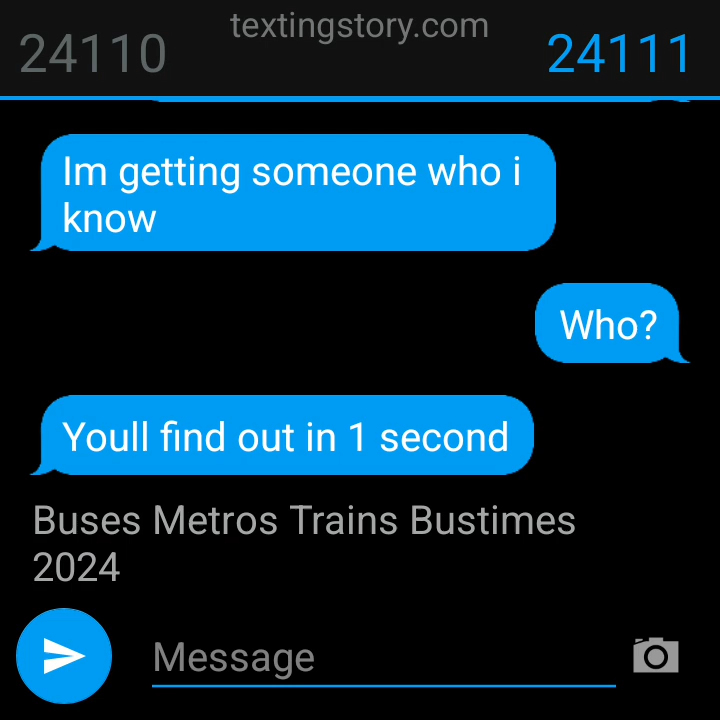 textingstory.com
24110
24111
Im getting someone who i
know
Who?
Youll find out in 1 second
Buses Metros Trains Bustimes
2024
Message